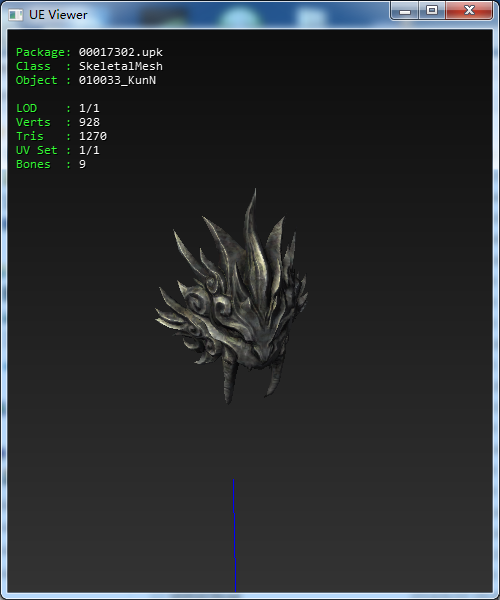 UE Viewer
Package: 00017302.upk
Class : SkeletalMesh
Object : 010033_KunN
LOD : 1/1
Verts : 928
Tris : 1270
UV Set : 1/1
Bones : 9